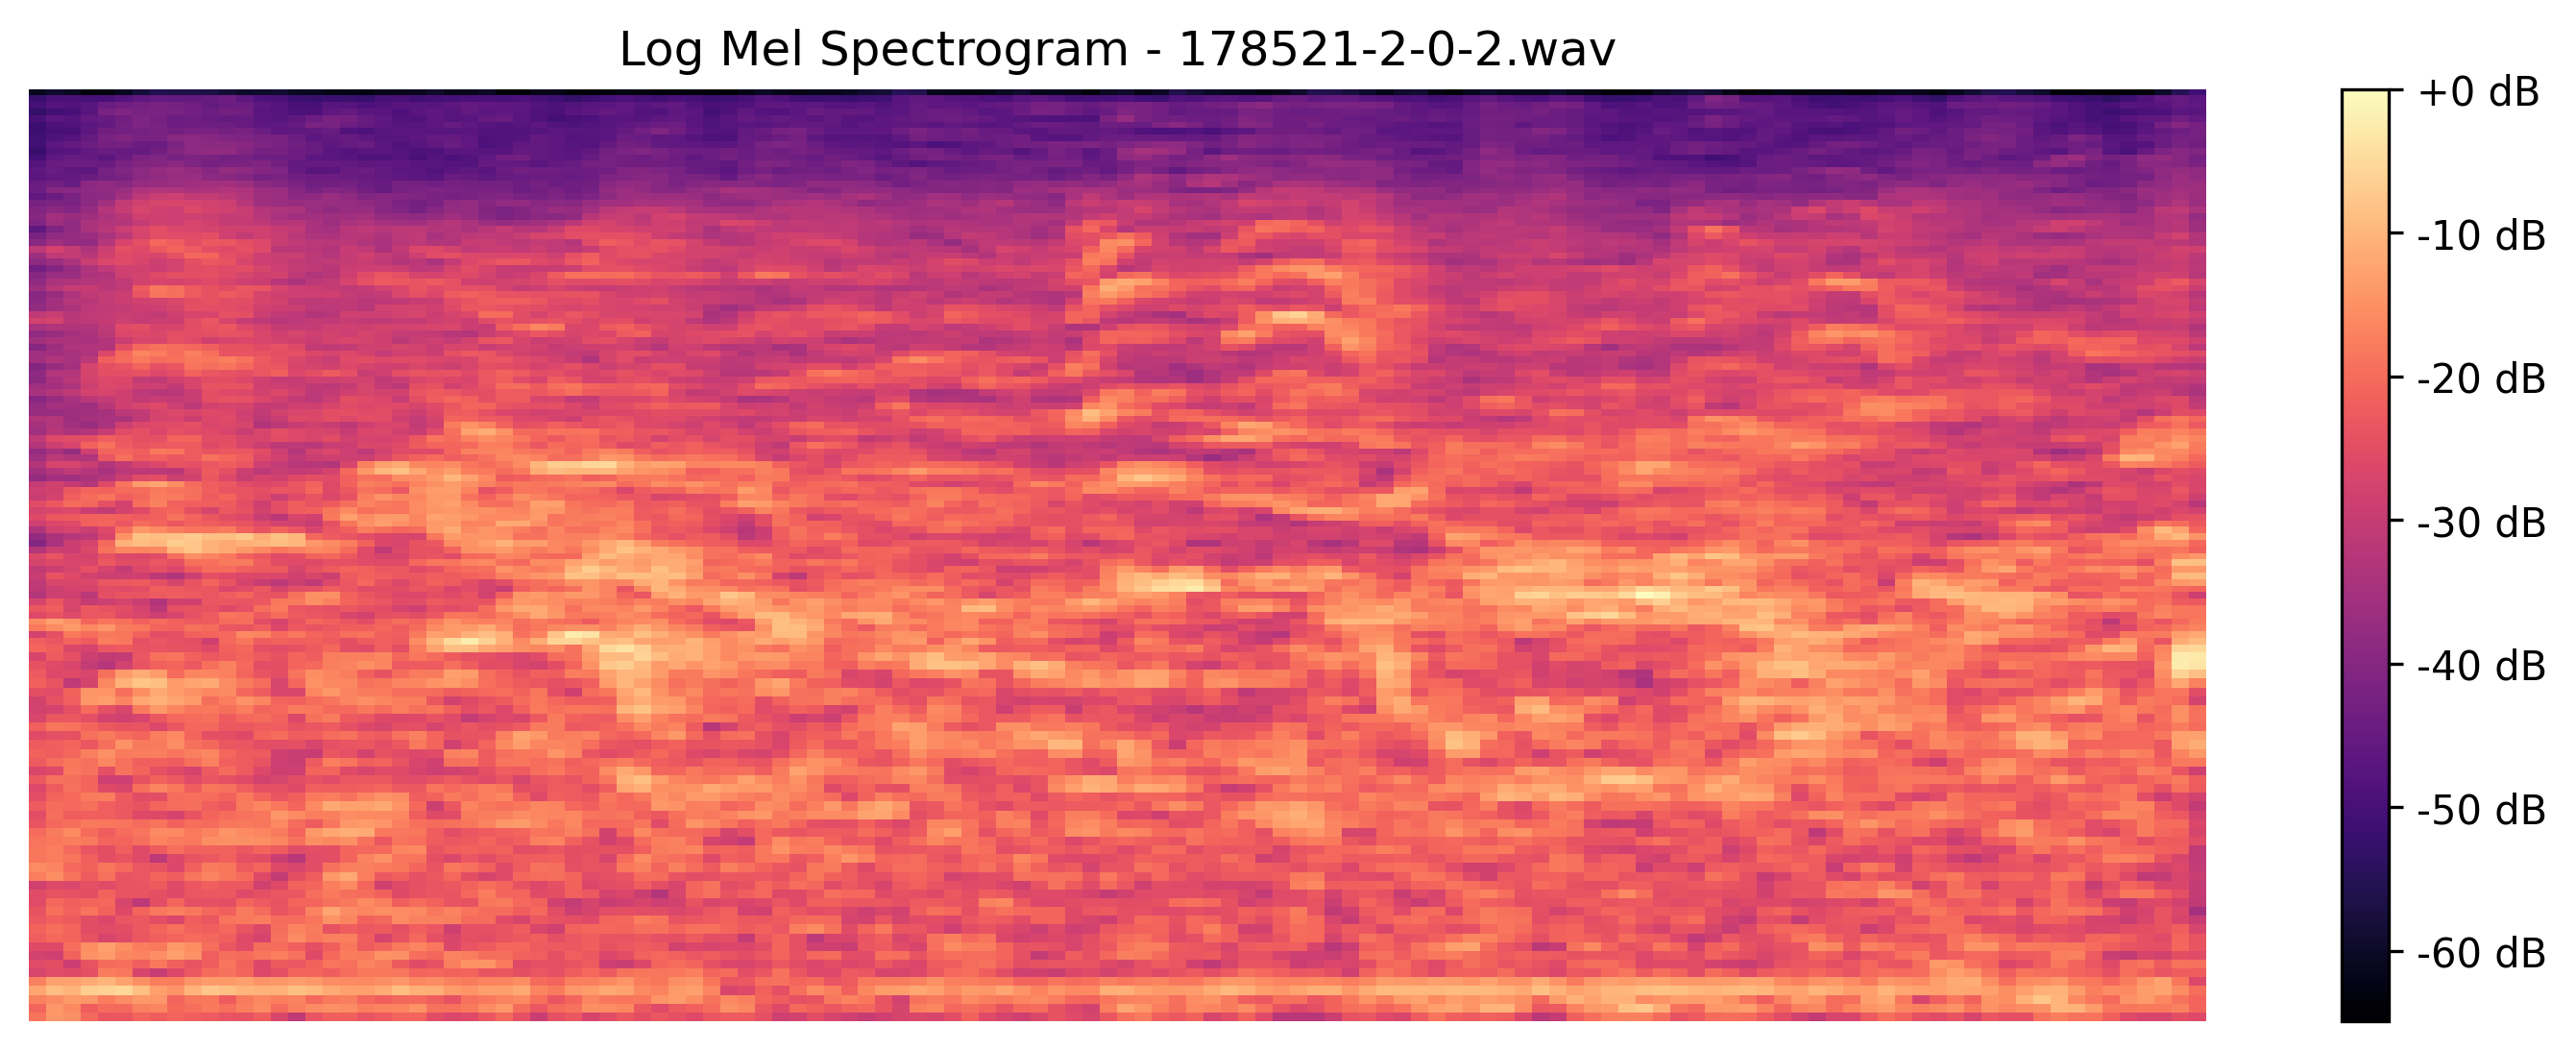 Log Mel Spectrogram - 178521-2-0-2.wav
+0 dB
-10 dB
-20 dB
-30 dB
-40 dB
-50 dB
-60 dB